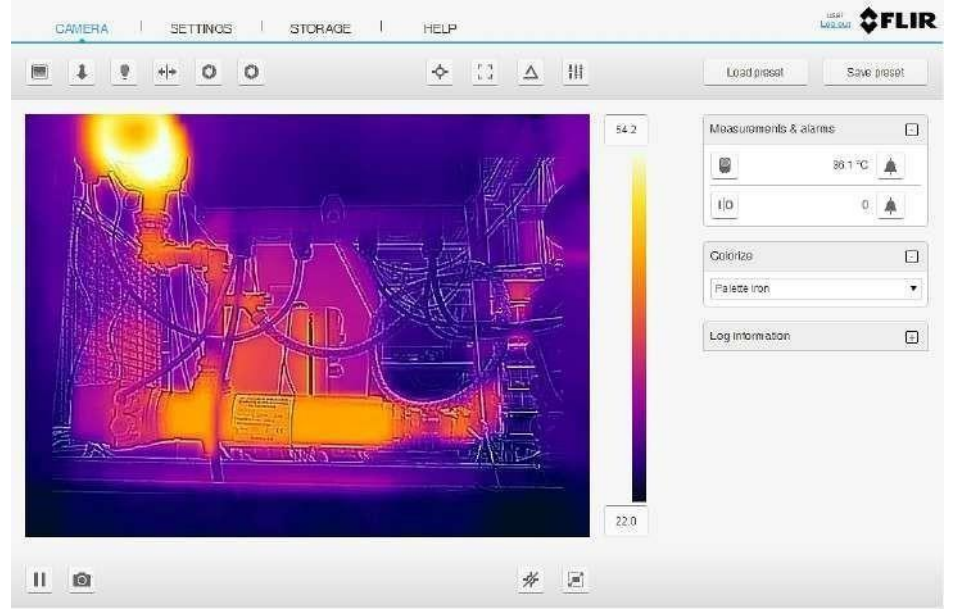 CAMERA
SETTINGS
STORAGE
HELP
user
Log out
FLIR
Load preset
Save preset
54.2
22.0
Measurements & alarms
36.1 °C
0
Colorize
Palette Iron
Log information